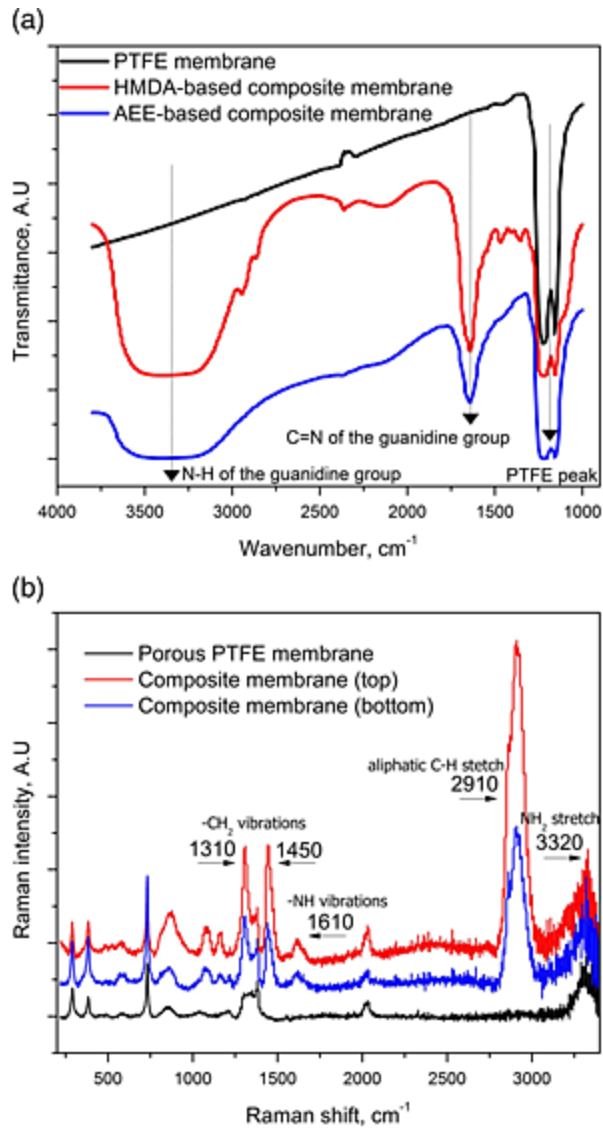 (a)
PTFE membrane
HMDA-based composite membrane
AEE-based composite membrane
Transmittance, A.U
C=N of the guanidine group
N-H of the guanidine group
PTFE peak
4000 3500 3000 2500 2000 1500 1000
Wavenumber, cm-1
(b)
Porous PTFE membrane
Composite membrane (top)
Composite membrane (bottom)
Raman intensity, A.U
aliphatic C-H stetch
2910
NH2 stretch
3320
-CH2 vibrations
1310 1450
-NH vibrations
1610
500 1000 1500 2000 2500 3000
Raman shift, cm-1